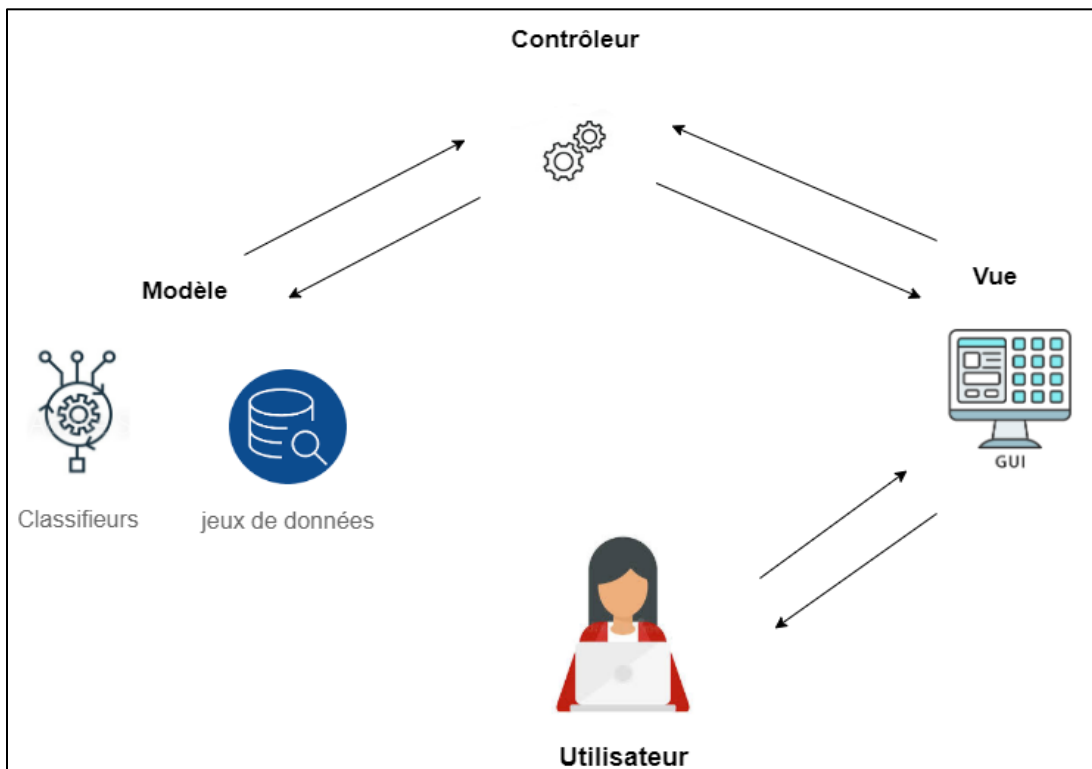 Contrôleur
Modèle
Vue
GUI
Classifieurs
jeux de données
Utilisateur